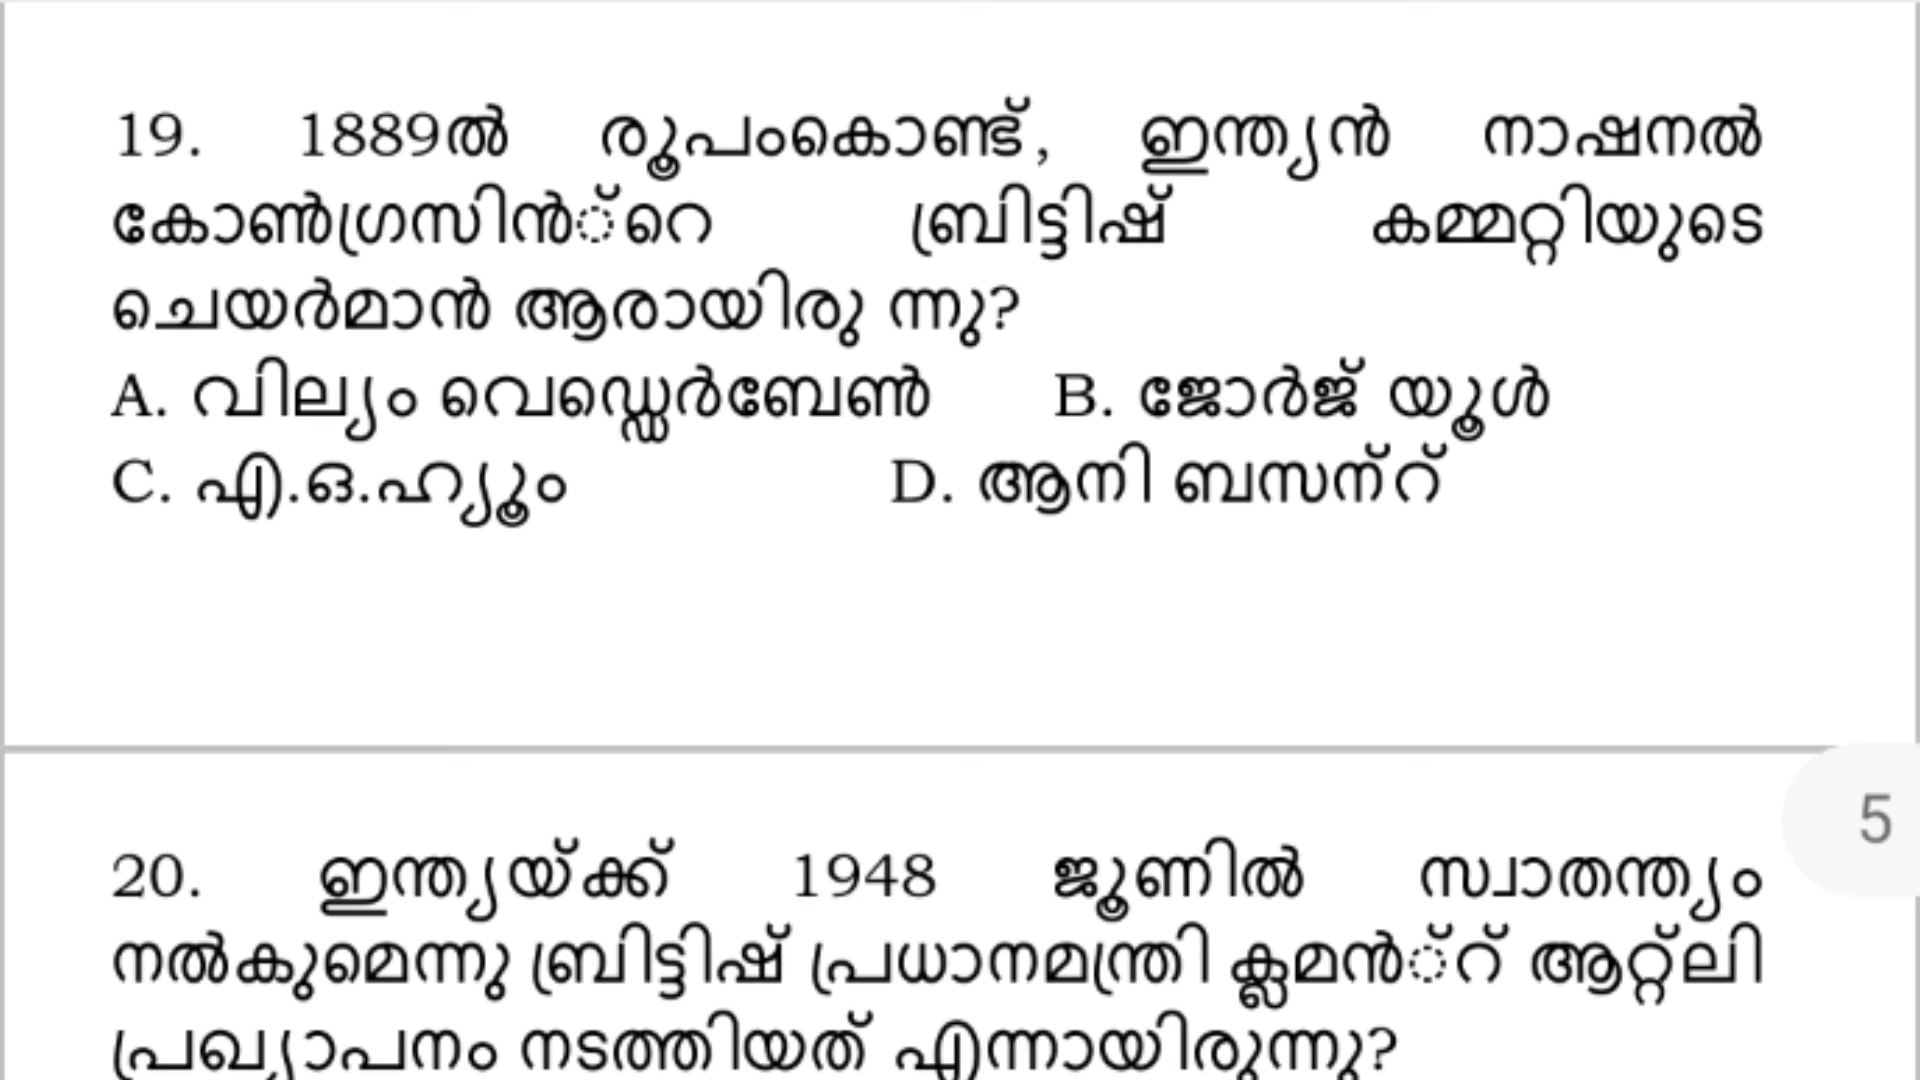 19. 1889ൽ രൂപംകൊണ്ട്, ഇന്ത്യൻ നാഷനൽ
കോൺഗ്രസിൻ്റെ ബ്രിട്ടിഷ് കമ്മറ്റിയുടെ
ചെയർമാൻ ആരായിരു ന്നു?
A. വില്യം വെഡ്ഡെർബേൺ B. ജോർജ് യൂൾ
C. എ.ഒ.ഹ്യൂം D. ആനി ബസന്റ്
5
20. ഇന്ത്യയ്ക്ക് 1948 ജൂണിൽ സ്വാതന്ത്യം
നൽകുമെന്നു ബ്രിട്ടിഷ് പ്രധാനമന്ത്രി ക്ലമൻ്റ് ആറ്റ്ലി
പ്രഖ്യാപനം നടത്തിയത് എന്നായിരുന്നു?